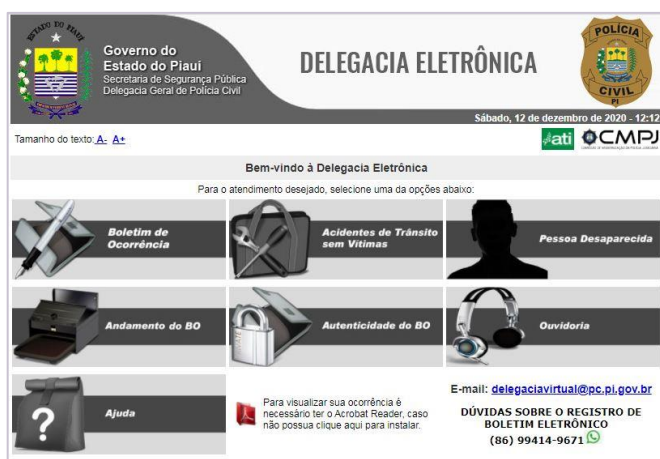 ESTADO DO PIAUÍ
Governo do
Estado do Piauí
Secretaria de Segurança Pública
Delegacia Geral de Polícia Civil
DELEGACIA ELETRÔNICA
POLÍCIA
CIVIL
PI
Sábado, 12 de dezembro de 2020 - 12:12
Tamanho do texto: A- A+
ati
CMPJ
Bem-vindo à Delegacia Eletrônica
Para o atendimento desejado, selecione uma da opções abaixo:
Boletim de
Ocorrência
Acidentes de Trânsito
sem Vítimas
Pessoa Desaparecida
Andamento do BO
Autenticidade do BO
Ouvidoria
?
Ajuda
Para visualizar sua ocorrência é
necessário ter o Acrobat Reader, caso
não possua clique aqui para instalar.
E-mail: delegaciavirtual@pc.pi.gov.br
DÚVIDAS SOBRE O REGISTRO DE
BOLETIM ELETRÔNICO
(86) 99414-9671